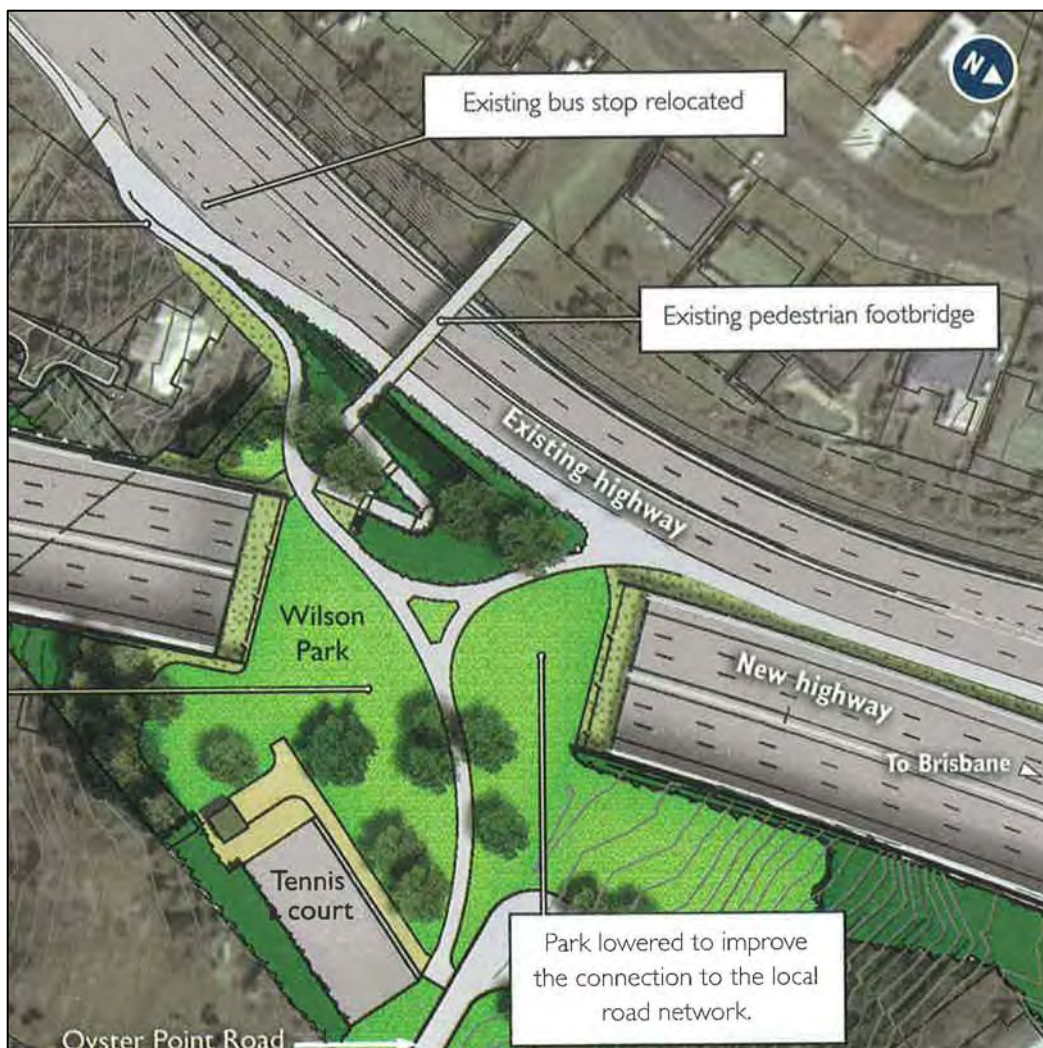 N
Existing bus stop relocated
Existing pedestrian footbridge
Existing highway
Wilson
Park
New highway
To Brisbane
Tennis
court
Park lowered to improve
the connection to the local
road network.
Oyster Point Road